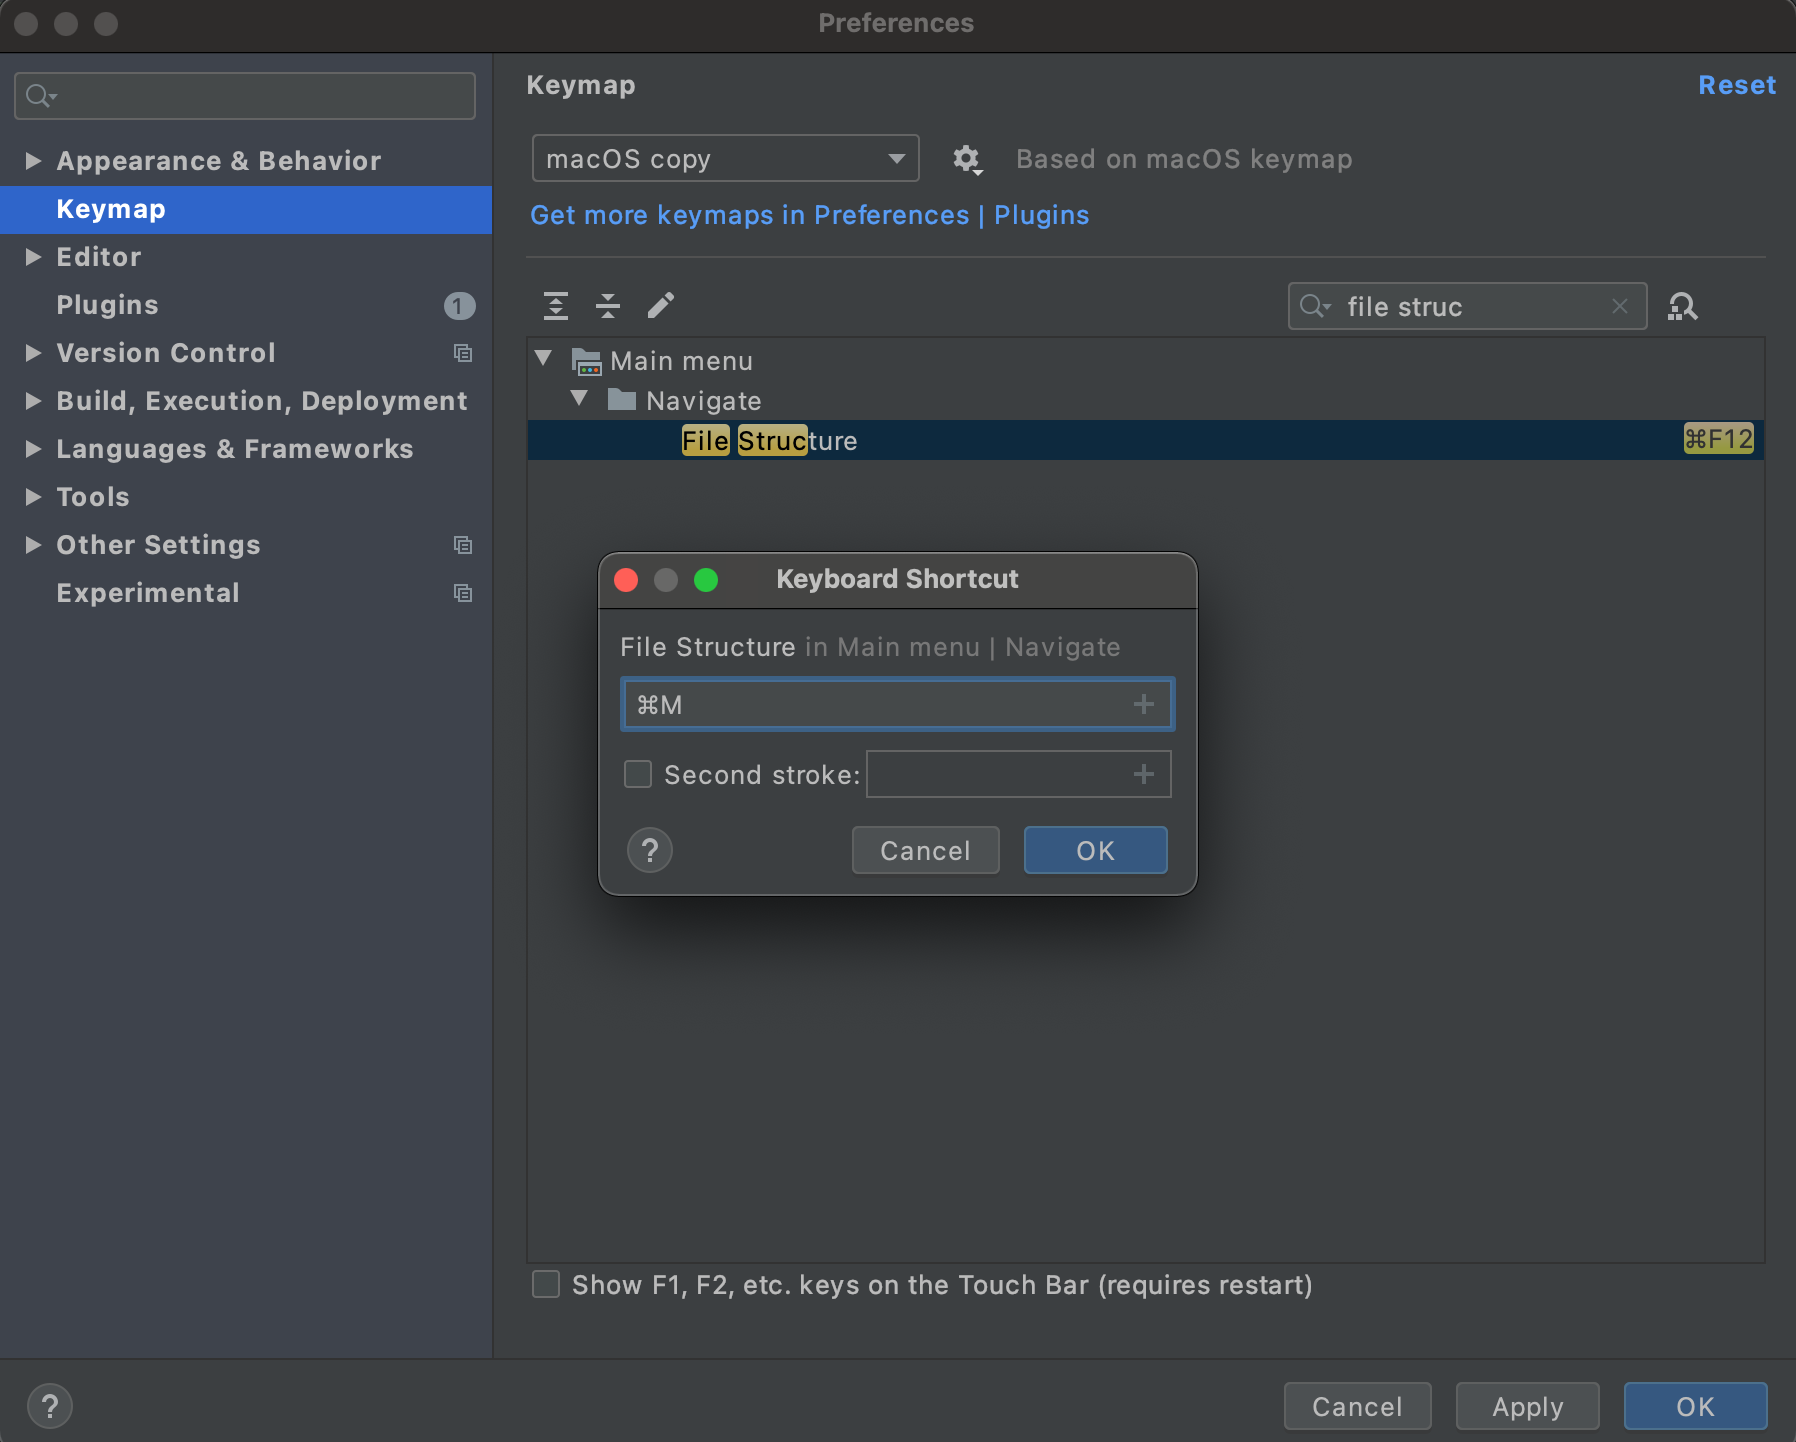 Preferences
Appearance & Behavior
Keymap
Editor
Plugins 1
Version Control
Build, Execution, Deployment
Languages & Frameworks
Tools
Other Settings
Experimental
Keymap
Reset
macOS copy
Based on macOS keymap
Get more keymaps in Preferences | Plugins
file struc
Main menu
Navigate
File Structure ⌘F12
Keyboard Shortcut
File Structure in Main menu | Navigate
⌘M
Second stroke:
? Cancel OK
Show F1, F2, etc. keys on the Touch Bar (requires restart)
? Cancel Apply OK